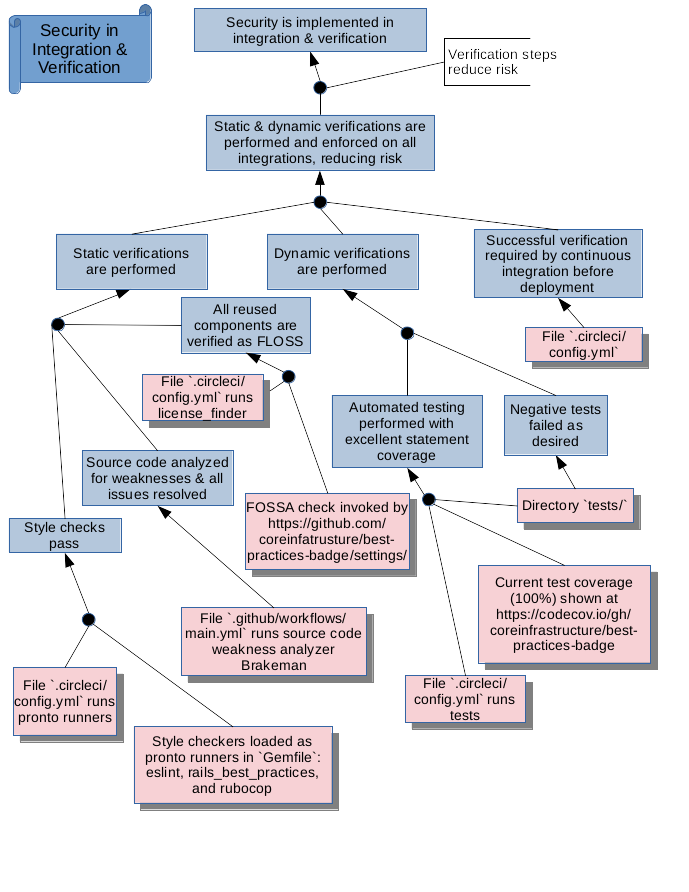 Security in
Integration &
Verification
Security is implemented in
integration & verification
Verification steps
reduce risk
Static & dynamic verifications are
performed and enforced on all
integrations, reducing risk
Static verifications
are performed
Dynamic verifications
are performed
Successful verification
required by continuous
integration before
deployment
All reused
components are
verified as FLOSS
File `.circleci/
config.yml`
File `.circleci/
config.yml` runs
license_finder
Automated testing
performed with
excellent statement
coverage
Negative tests
failed as
desired
Source code analyzed
for weaknesses & all
issues resolved
FOSSA check invoked by
https://github.com/
coreinfatrusture/best-
practices-badge/settings/
Directory `tests/`
Style checks
pass
Current test coverage
(100%) shown at
https://codecov.io/gh/
coreinfrastructure/best-
practices-badge
File `.github/workflows/
main.yml` runs source code
weakness analyzer
Brakeman
File `.circleci/
config.yml` runs
pronto runners
File `.circleci/
config.yml` runs
tests
Style checkers loaded as
pronto runners in `Gemfile`:
eslint, rails_best_practices,
and rubocop